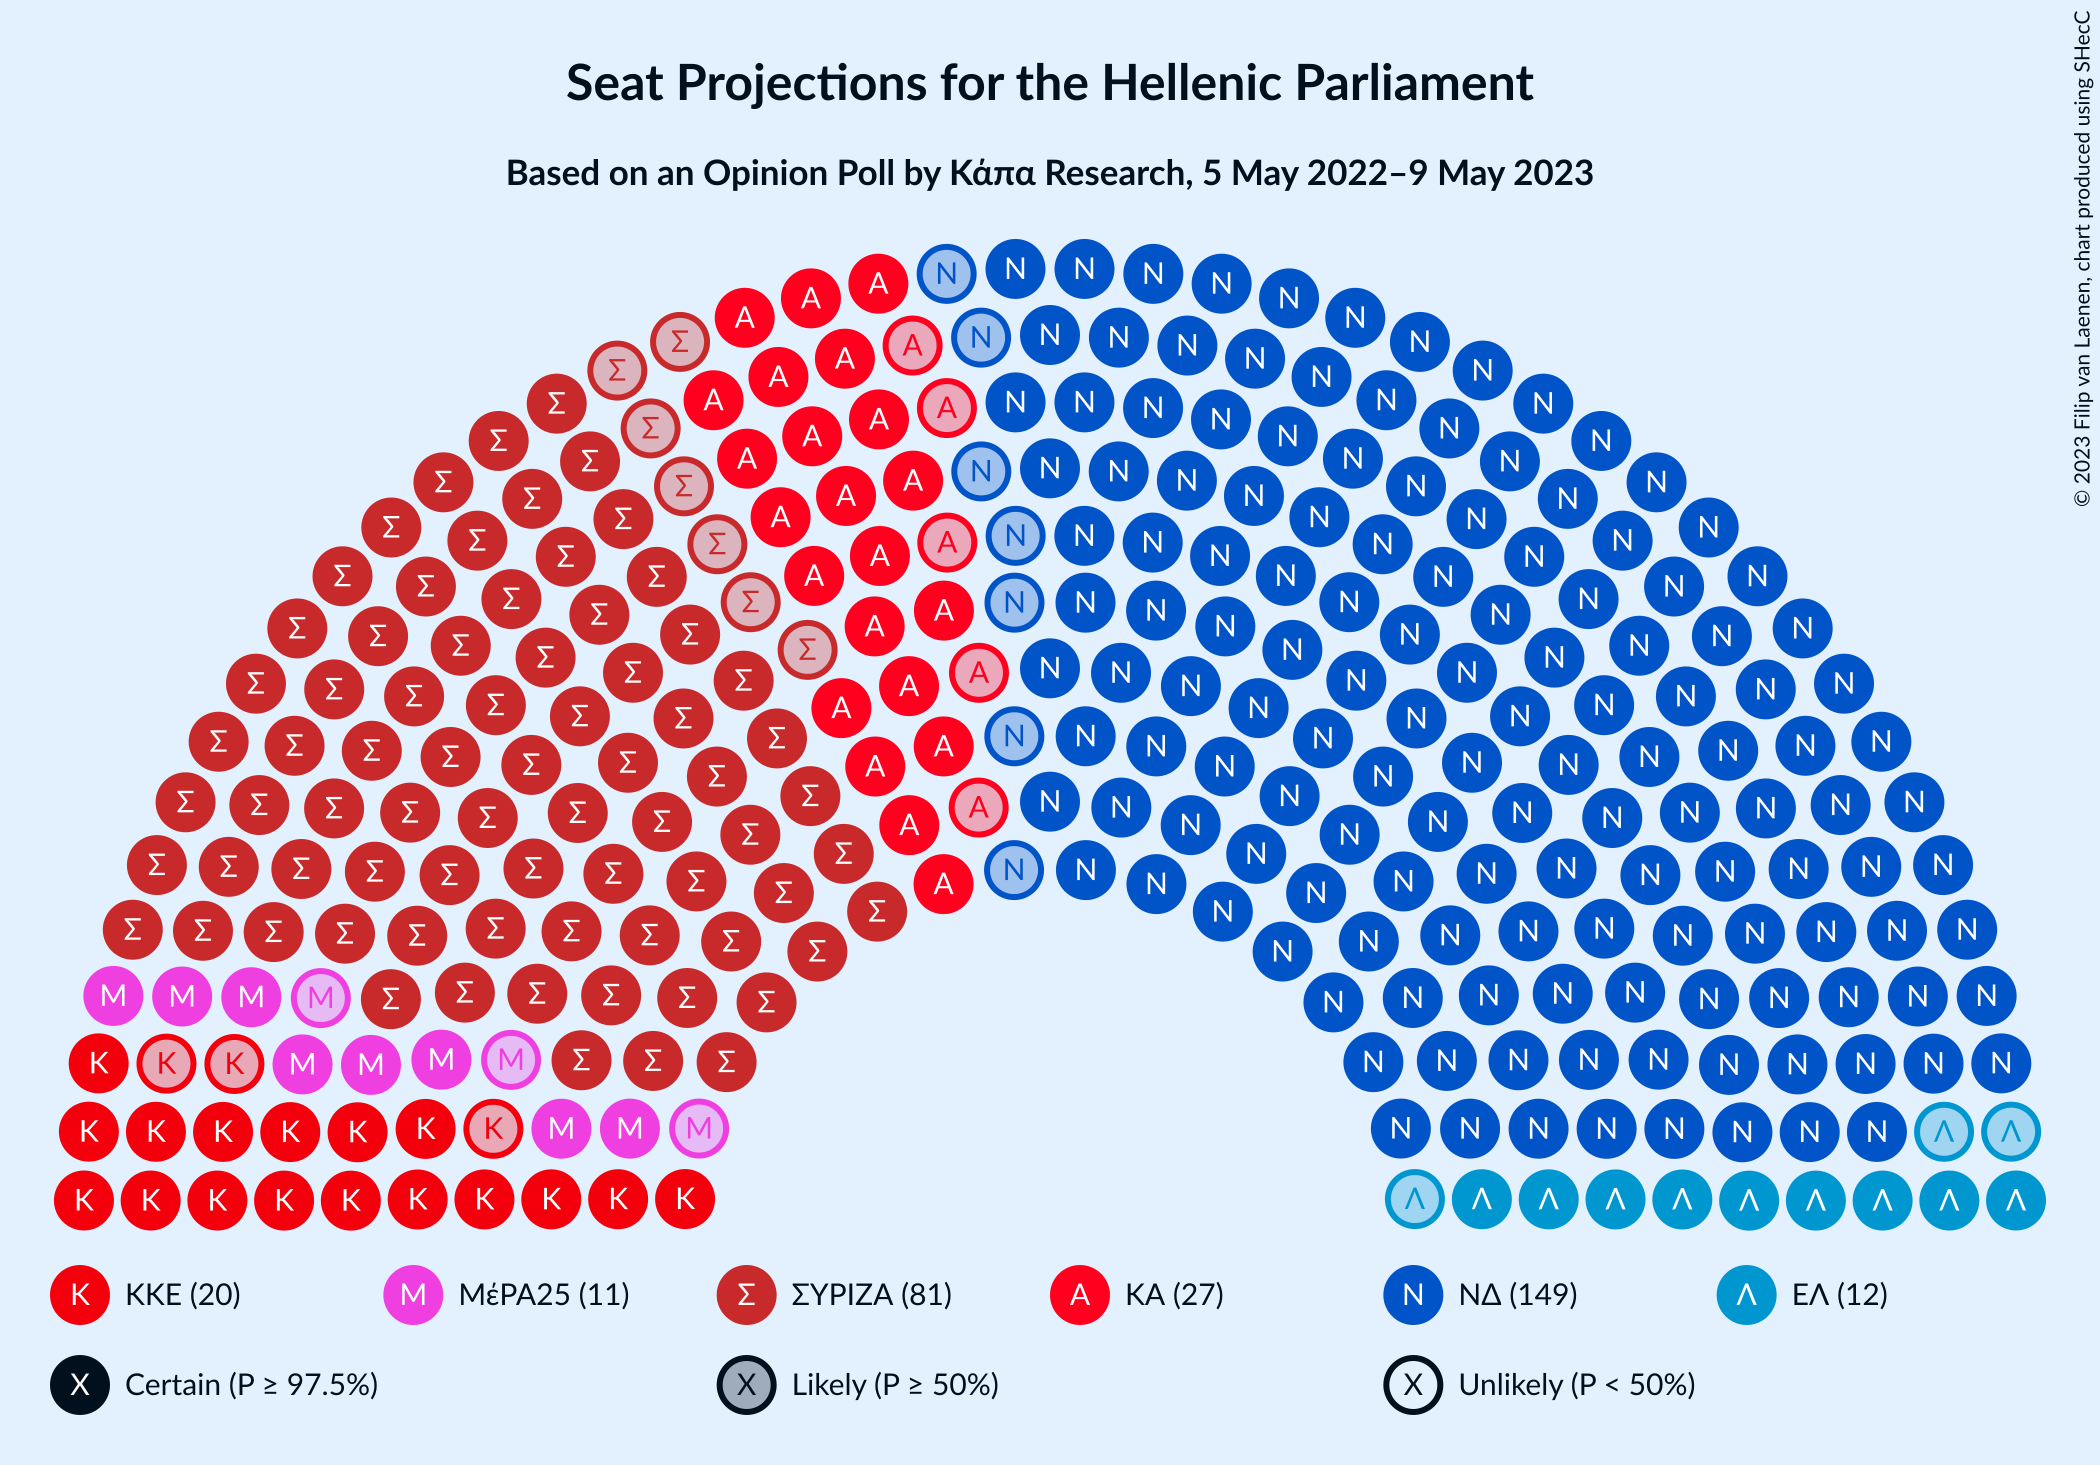 Seat Projections for the Hellenic Parliament
Based on an Opinion Poll by Κάπα Research, 5 May 2022–9 May 2023
© 2023 Filip van Laenen, chart produced using SHecC
K ΚΚΕ (20) M ΜέΡΑ25 (11) Σ ΣΥΡΙΖΑ (81) A ΚΑ (27) N ΝΔ (149) Λ ΕΛ (12)
X Certain (P ≥ 97.5%) X Likely (P ≥ 50%) X Unlikely (P < 50%)